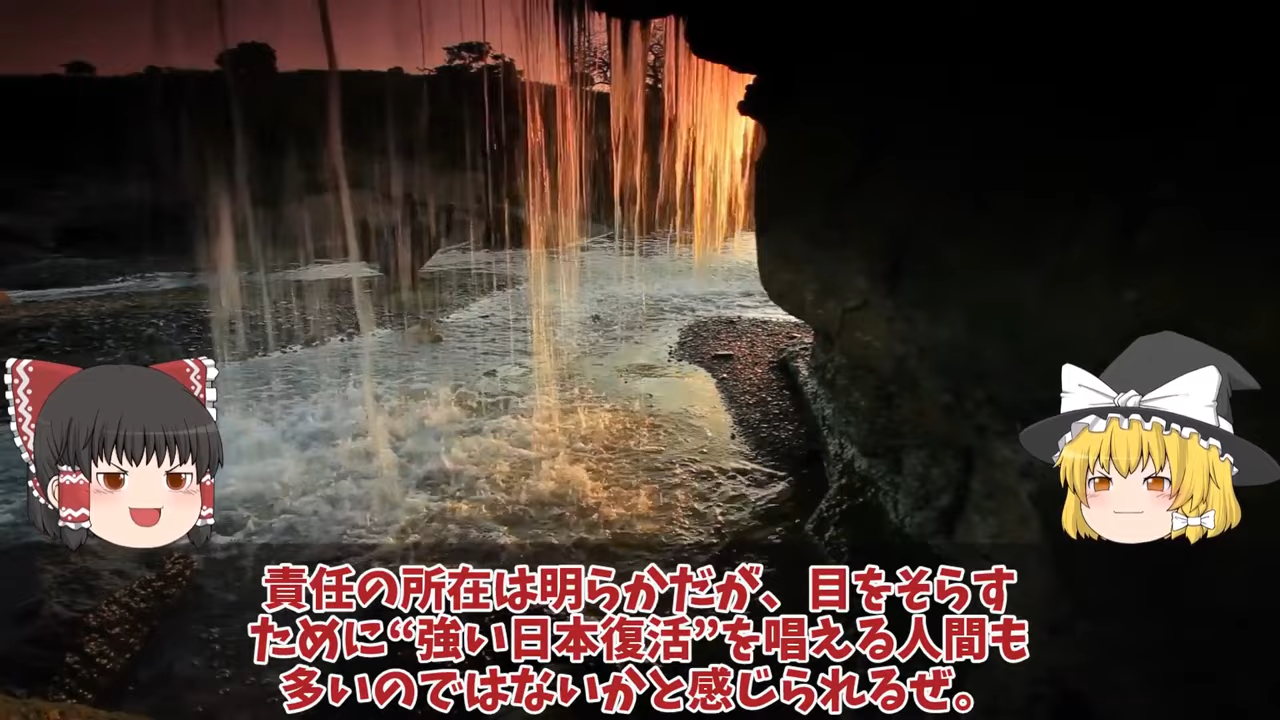 責任の所在は明らかだが、目をそらす
ために“強い日本復活”を唱える人間も
多いのではないかと感じられるぜ。